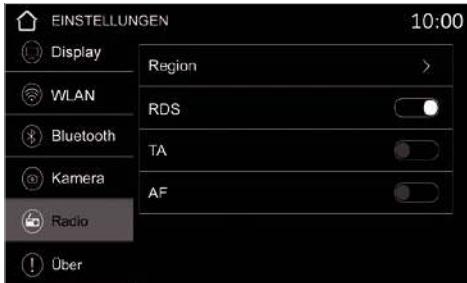 EINSTELLUNGEN 10:00
Display
WLAN
Bluetooth
Kamera
Radio
Über
Region
RDS
TA
AF